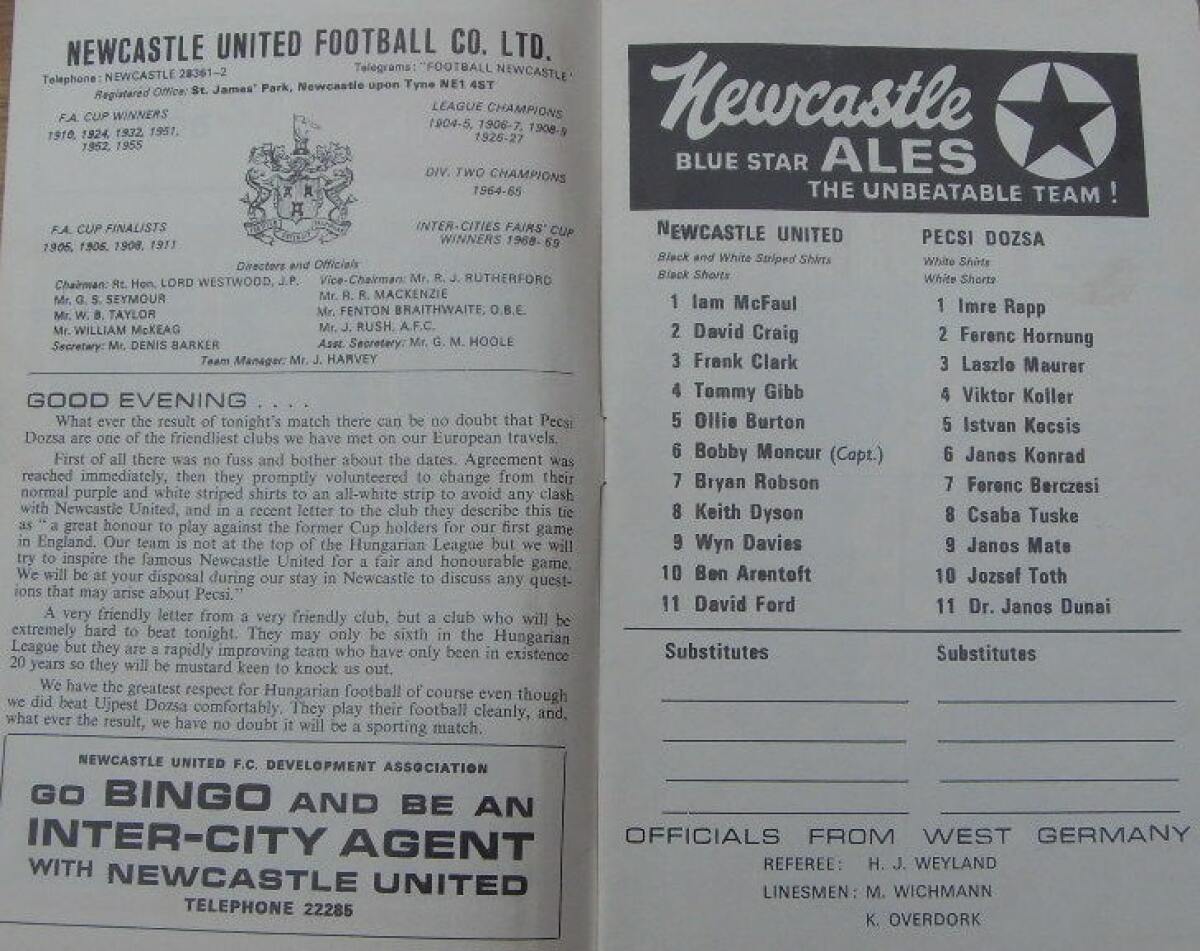 NEWCASTLE UNITED FOOTBALL CO. LTD.
Telephone: NEWCASTLE 28361-2
Telegrams: "FOOTBALL NEWCASTLE"
Registered Office: St. James' Park, Newcastle upon Tyne NE1 4ST
F.A. CUP WINNERS
1910, 1924, 1932, 1951,
1952, 1955
LEAGUE CHAMPIONS
1904-5, 1906-7, 1908-9
1926-27
DIV. TWO CHAMPIONS
1964-65
F.A. CUP FINALISTS
1905, 1906, 1908, 1911
INTER-CITIES FAIRS' CUP
WINNERS 1968-69
Directors and Officials
Chairman: Rt. Hon. LORD WESTWOOD, J.P. Vice-Chairman: Mr. R. J. RUTHERFORD
Mr. G. S. SEYMOUR Mr. R. R. MACKENZIE
Mr. W. B. TAYLOR Mr. FENTON BRAITHWAITE, O.B.E.
Mr. WILLIAM McKEAG Mr. J. RUSH, A.F.C.
Secretary: Mr. DENIS BARKER Asst. Secretary: Mr. G. M. HOOLE
Team Manager: Mr. J. HARVEY
GOOD EVENING . . . .
What ever the result of tonight's match there can be no doubt that Pecsi
Dozsa are one of the friendliest clubs we have met on our European travels.
First of all there was no fuss and bother about the dates. Agreement was
reached immediately, then they promptly volunteered to change from their
normal purple and white striped shirts to an all-white strip to avoid any clash
with Newcastle United, and in a recent letter to the club they describe this tie
as " a great honour to play against the former Cup holders for our first game
in England. Our team is not at the top of the Hungarian League but we will
try to inspire the famous Newcastle United for a fair and honourable game.
We will be at your disposal during our stay in Newcastle to discuss any quest-
ions that may arise about Pecsi."
A very friendly letter from a very friendly club, but a club who will be
extremely hard to beat tonight. They may only be sixth in the Hungarian
League but they are a rapidly improving team who have only been in existence
20 years so they will be mustard keen to knock us out.
We have the greatest respect for Hungarian football of course even though
we did beat Ujpest Dozsa comfortably. They play their football cleanly, and,
what ever the result, we have no doubt it will be a sporting match.
NEWCASTLE UNITED F.C. DEVELOPMENT ASSOCIATION
GO BINGO AND BE AN
INTER-CITY AGENT
WITH NEWCASTLE UNITED
TELEPHONE 22285
Newcastle
BLUE STAR ALES
THE UNBEATABLE TEAM !
NEWCASTLE UNITED
Black and White Striped Shirts
Black Shorts
1 Iam McFaul
2 David Craig
3 Frank Clark
4 Tommy Gibb
5 Ollie Burton
6 Bobby Moncur (Capt.)
7 Bryan Robson
8 Keith Dyson
9 Wyn Davies
10 Ben Arentoft
11 David Ford
Substitutes
PECSI DOZSA
White Shirts
White Shorts
1 Imre Rapp
2 Ferenc Hornung
3 Laszlo Maurer
4 Viktor Koller
5 Istvan Kocsis
6 Janos Konrad
7 Ferenc Berczesi
8 Csaba Tuske
9 Janos Mate
10 Jozsef Toth
11 Dr. Janos Dunai
Substitutes
OFFICIALS FROM WEST GERMANY
REFEREE: H. J. WEYLAND
LINESMEN: M. WICHMANN
K. OVERDORK